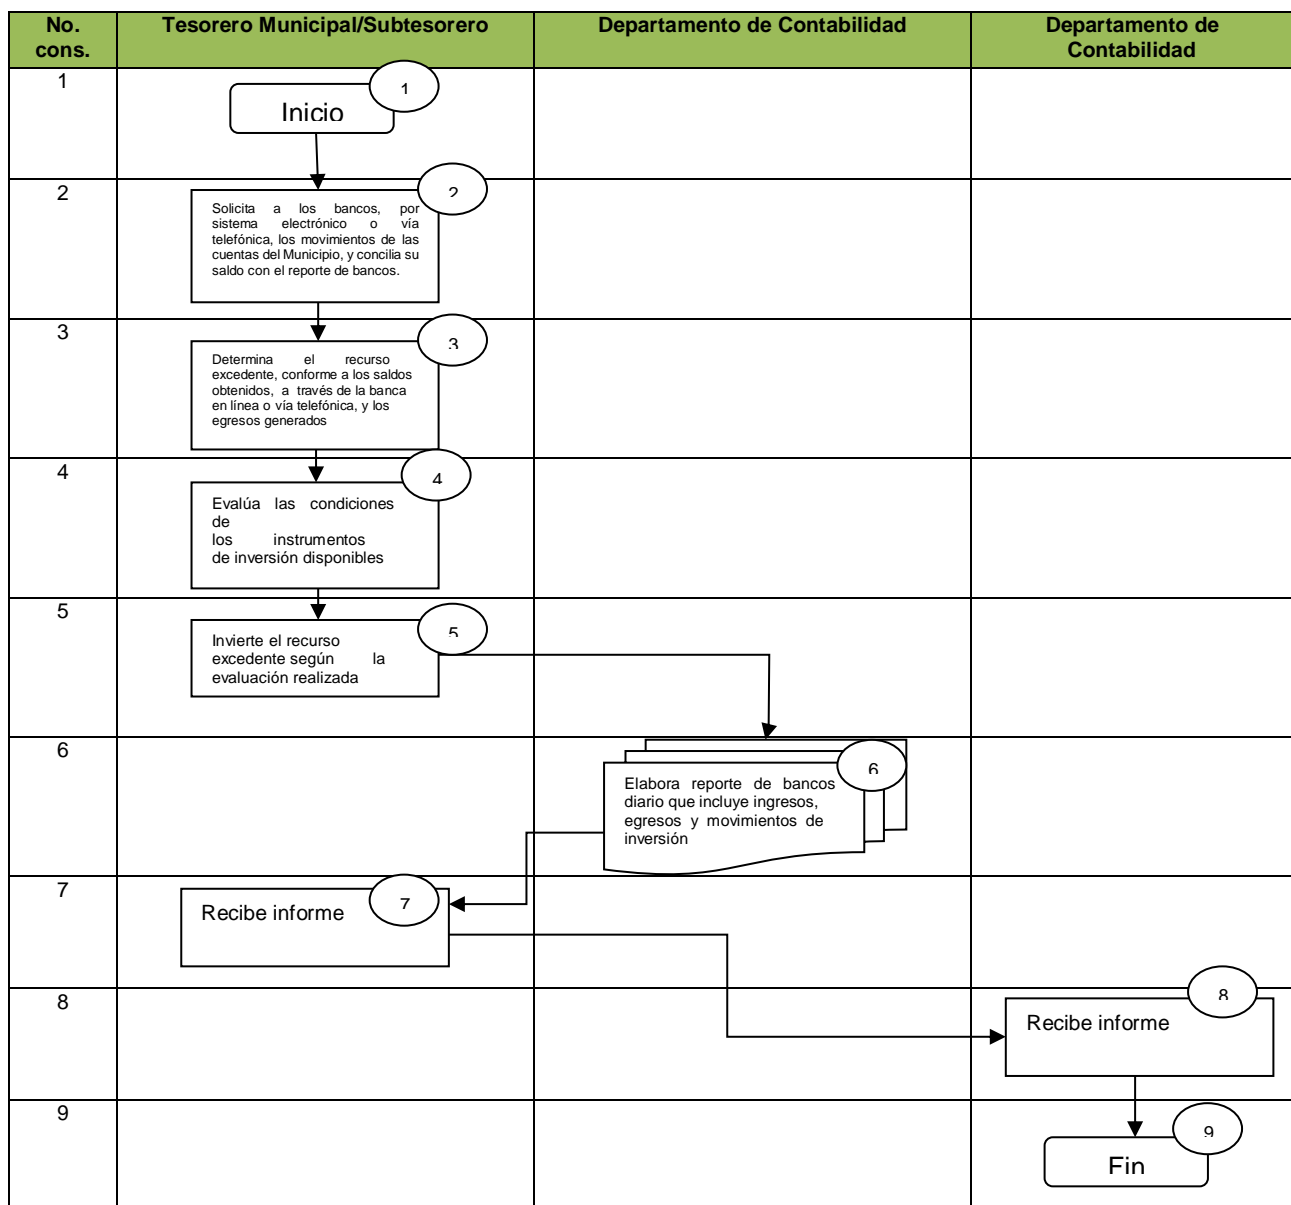 No. cons.
Tesorero Municipal/Subtesorero
Departamento de Contabilidad
Departamento de
Contabilidad
1
1
Inicio
2
2
Solicita a los bancos, por
sistema electrónico o vía
telefónica, los movimientos de las
cuentas del Municipio, y concilia su
saldo con el reporte de bancos.
3
3
Determina el recurso
excedente, conforme a los saldos
obtenidos, a través de la banca
en línea o vía telefónica, y los
egresos generados
4
4
Evalúa las condiciones
de
los instrumentos
de inversión disponibles
5
5
Invierte el recurso
excedente según la
evaluación realizada
6
6
Elabora reporte de bancos
diario que incluye ingresos,
egresos y movimientos de
inversión
7
7
Recibe informe
8
8
Recibe informe
9
9
Fin